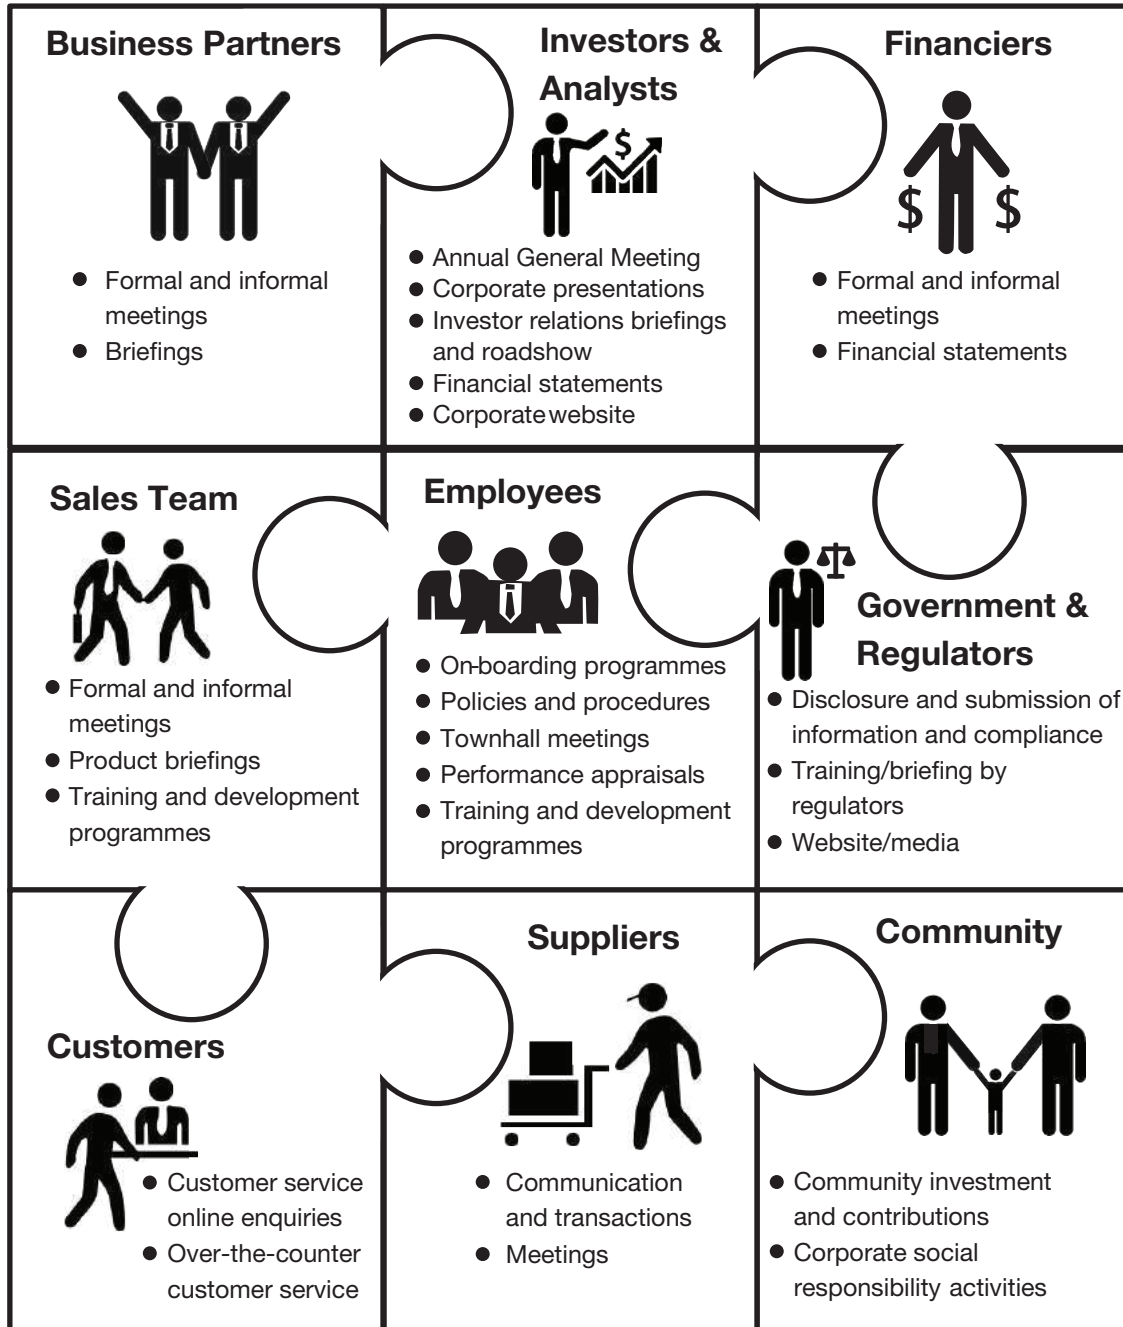 Business Partners
● Formal and informal
meetings
● Briefings
Investors &
Analysts
$
● Annual General Meeting
● Corporate presentations
● Investor relations briefings
and roadshow
● Financial statements
● Corporate website
Financiers
$ $
● Formal and informal
meetings
● Financial statements
Sales Team
● Formal and informal
meetings
● Product briefings
● Training and development
programmes
Employees
● On-boarding programmes
● Policies and procedures
● Townhall meetings
● Performance appraisals
● Training and development
programmes
Government &
Regulators
● Disclosure and submission of
information and compliance
● Training/briefing by
regulators
● Website/media
Customers
● Customer service
online enquiries
● Over-the-counter
customer service
Suppliers
● Communication
and transactions
● Meetings
Community
● Community investment
and contributions
● Corporate social
responsibility activities